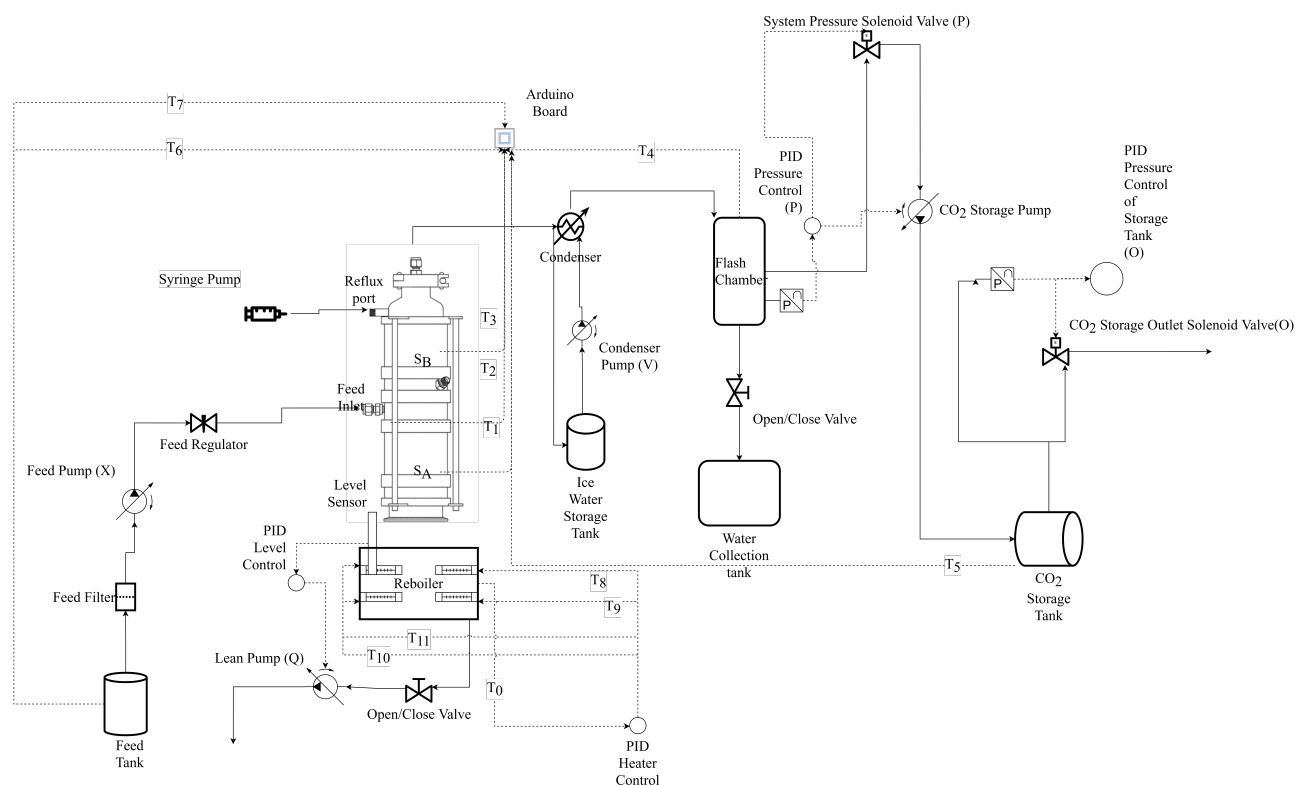 System Pressure Solenoid Valve (P)
T7
Arduino
Board
T6
T4
PID
Pressure
Control
(P)
PID
Pressure
Control
of
Storage
Tank
(O)
CO2 Storage Pump
Condenser
Flash
Chamber
Syringe Pump
Reflux
port
P
P
T3
CO2 Storage Outlet Solenoid Valve(O)
Condenser
Pump (V)
SB
T2
Feed
Inlet
Open/Close Valve
T1
Feed Regulator
Feed Pump (X)
SA
Level
Sensor
Ice
Water
Storage
Tank
PID
Level
Control
Water
Collection
tank
T5
CO2
Storage
Tank
Reboiler
T8
Feed Filter
T9
T11
T10
Lean Pump (Q)
T0
Open/Close Valve
Feed
Tank
PID
Heater
Control